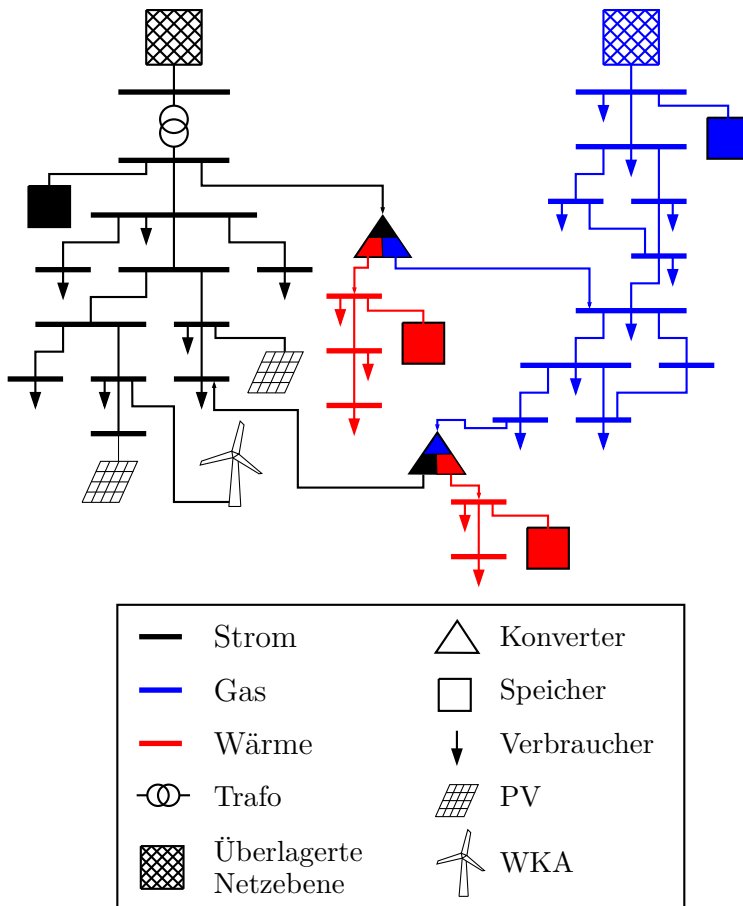 Strom
Konverter
Gas
Speicher
Wärme
Verbraucher
Trafo
PV
Überlagerte
Netzebene
WKA